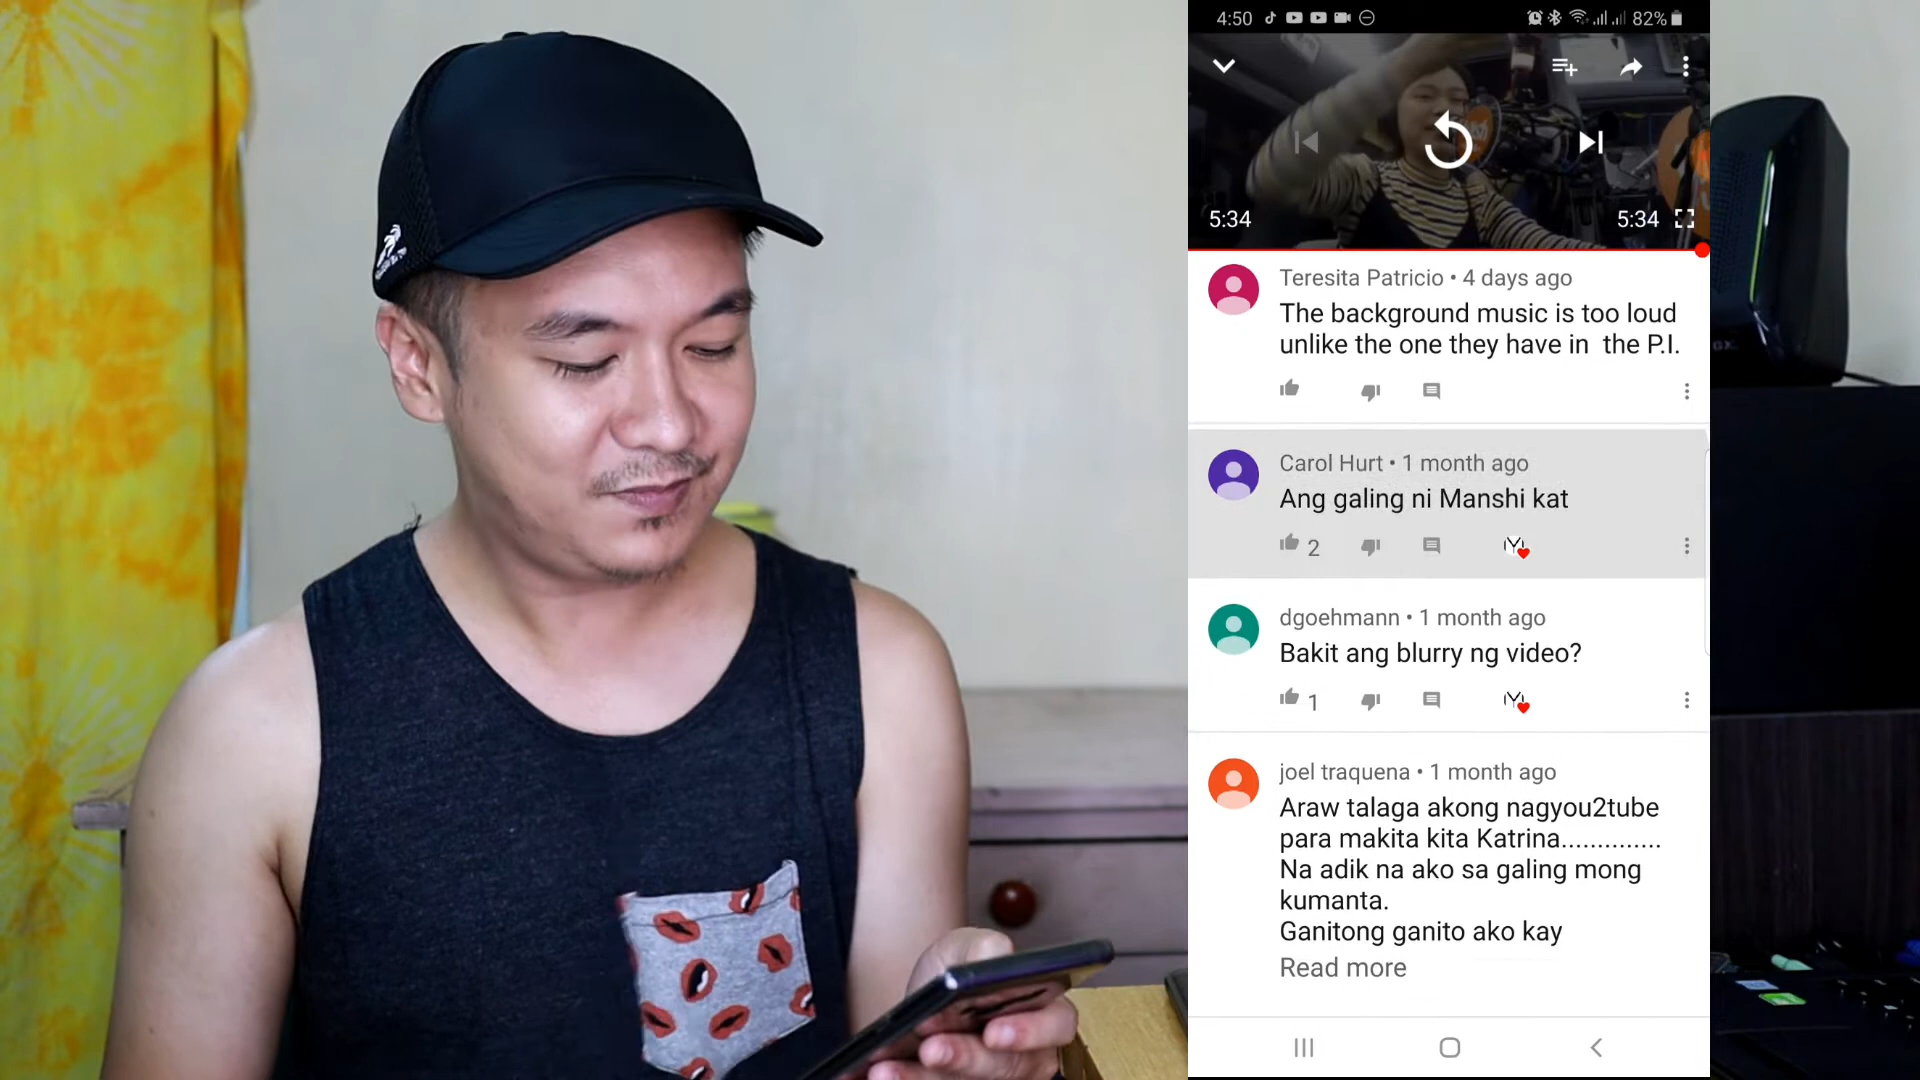 4:50
82%
5:34
5:34
Teresita Patricio • 4 days ago
The background music is too loud
unlike the one they have in the P.I.
Carol Hurt • 1 month ago
Ang galing ni Manshi kat
2
dgoehmann • 1 month ago
Bakit ang blurry ng video?
1
joel traquena • 1 month ago
Araw talaga akong nagyou2tube
para makita kita Katrina..............
Na adik na ako sa galing mong
kumanta.
Ganitong ganito ako kay
Read more